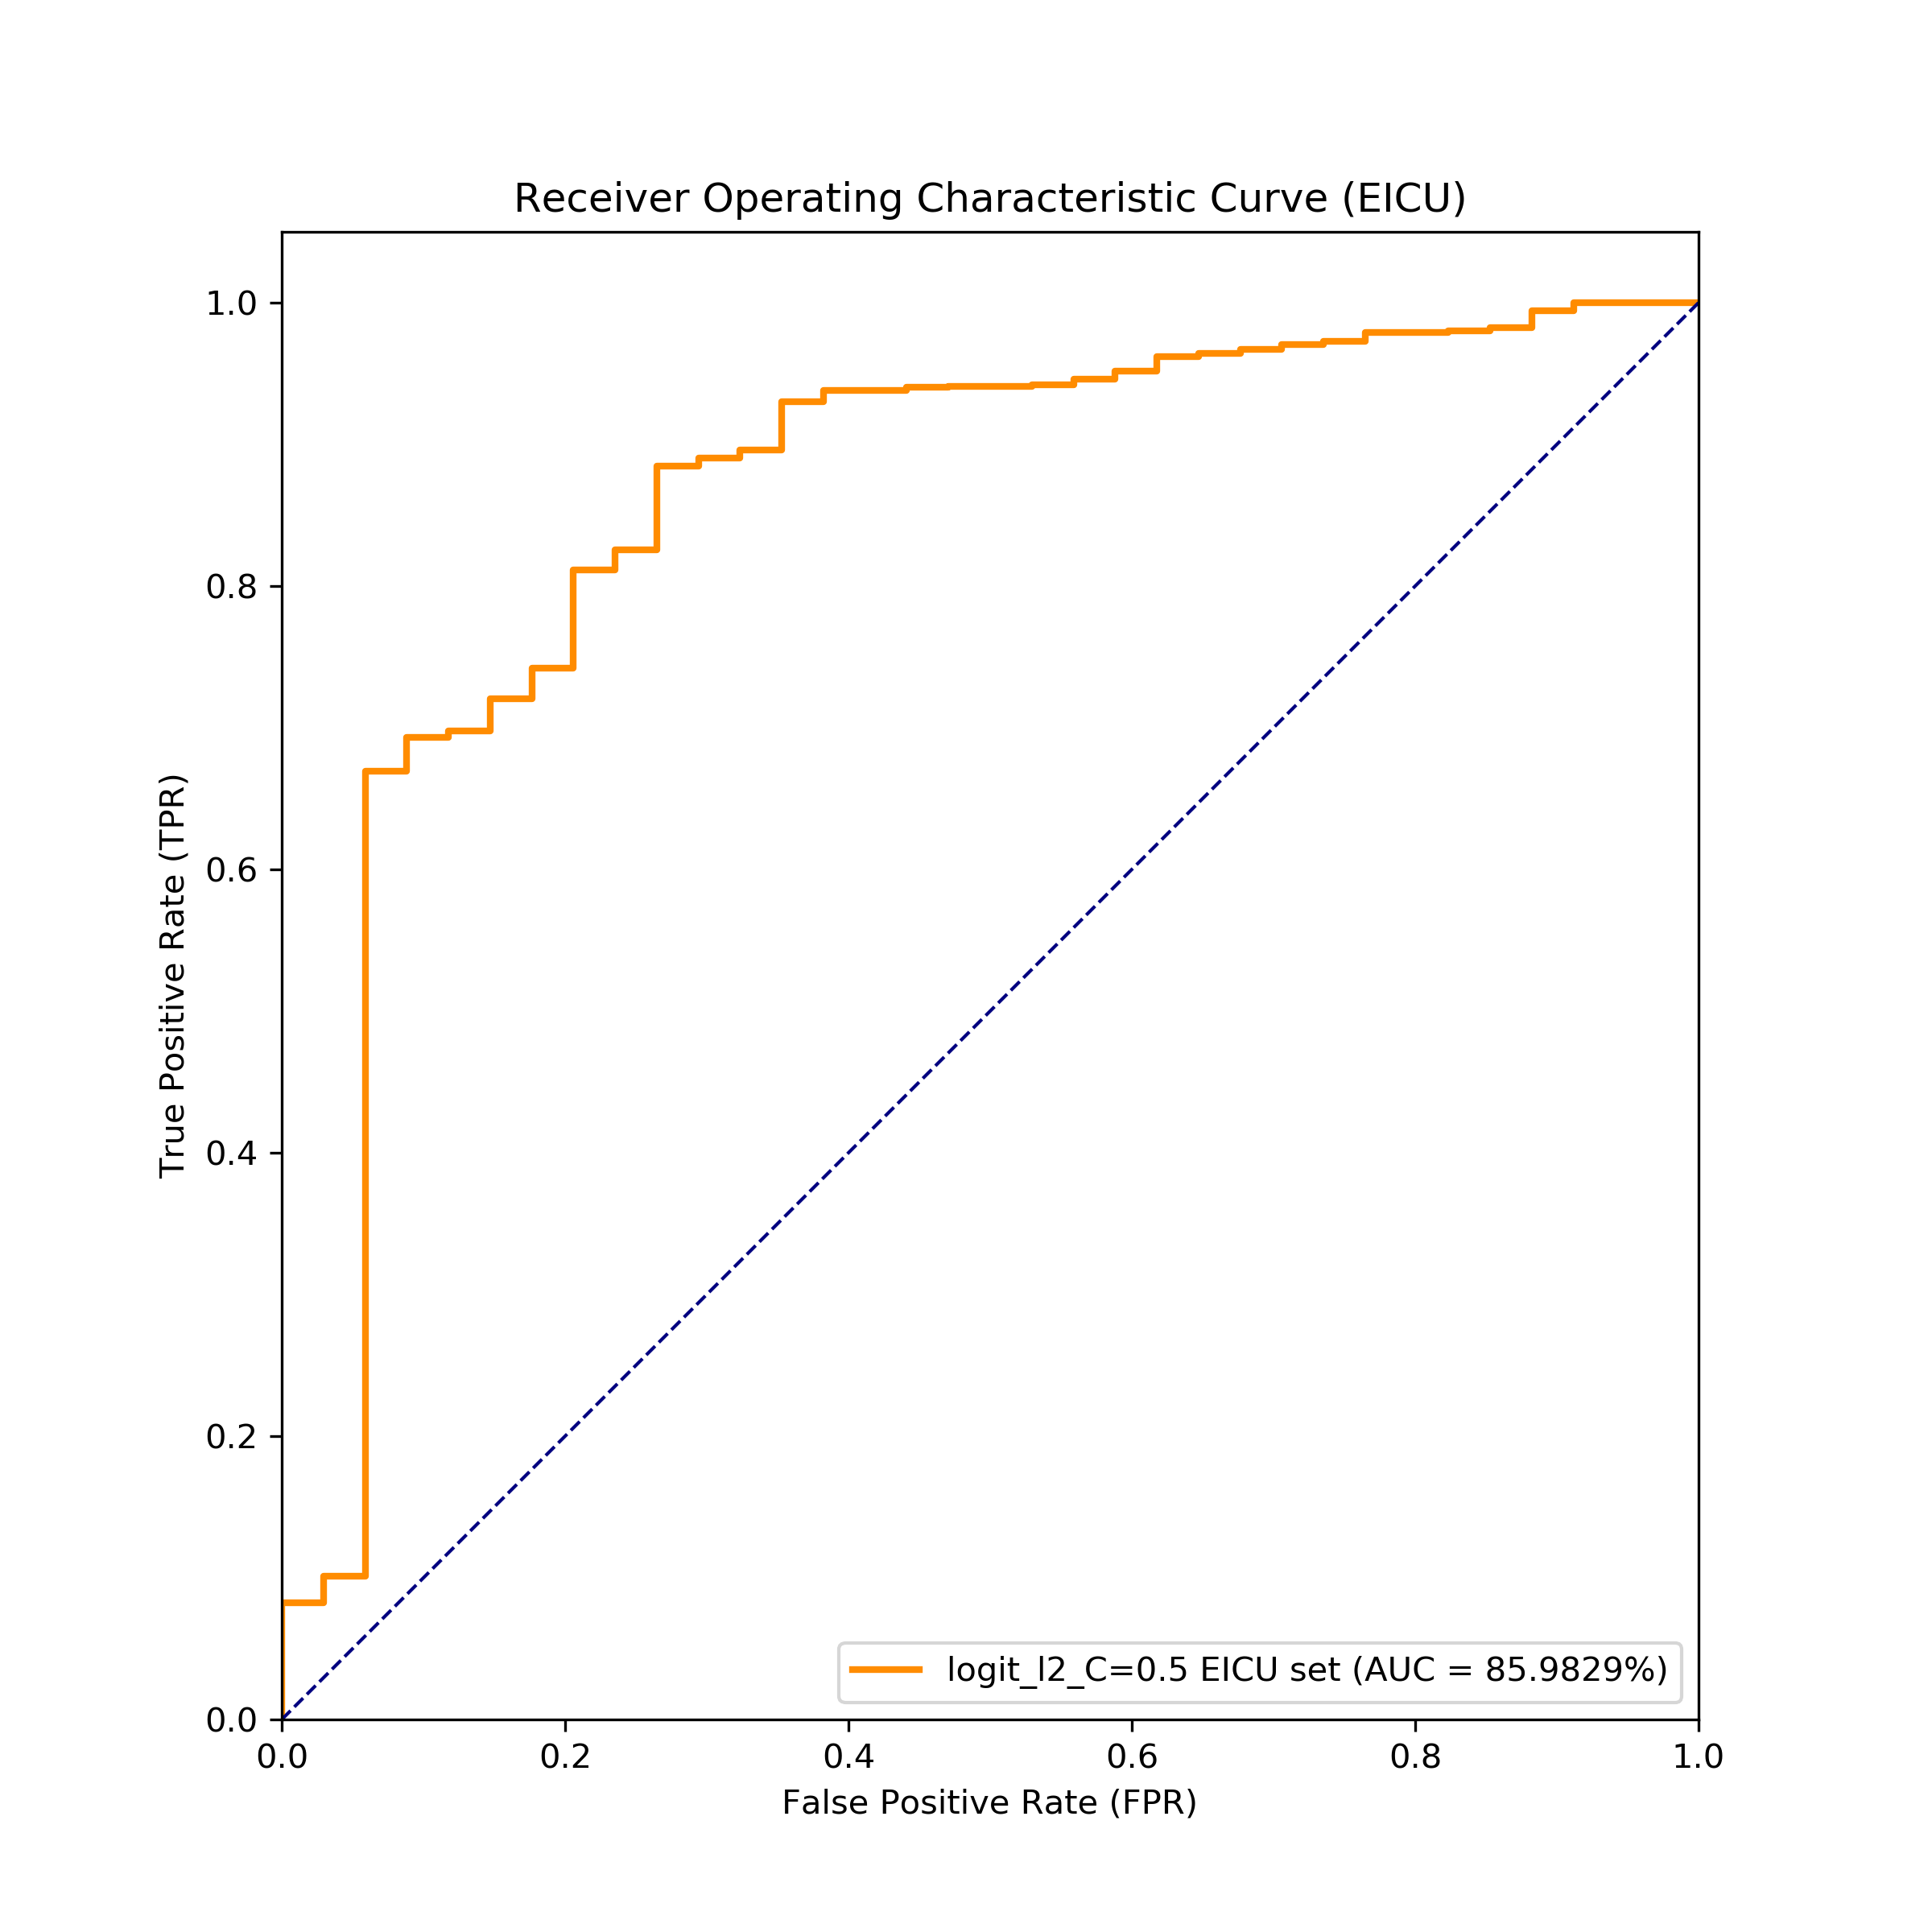 Receiver Operating Characteristic Curve (EICU)
True Positive Rate (TPR)
1.0
0.8
0.6
0.4
0.2
0.0
logit_l2_C=0.5 EICU set (AUC = 85.9829%)
0.0 0.2 0.4 0.6 0.8 1.0
False Positive Rate (FPR)